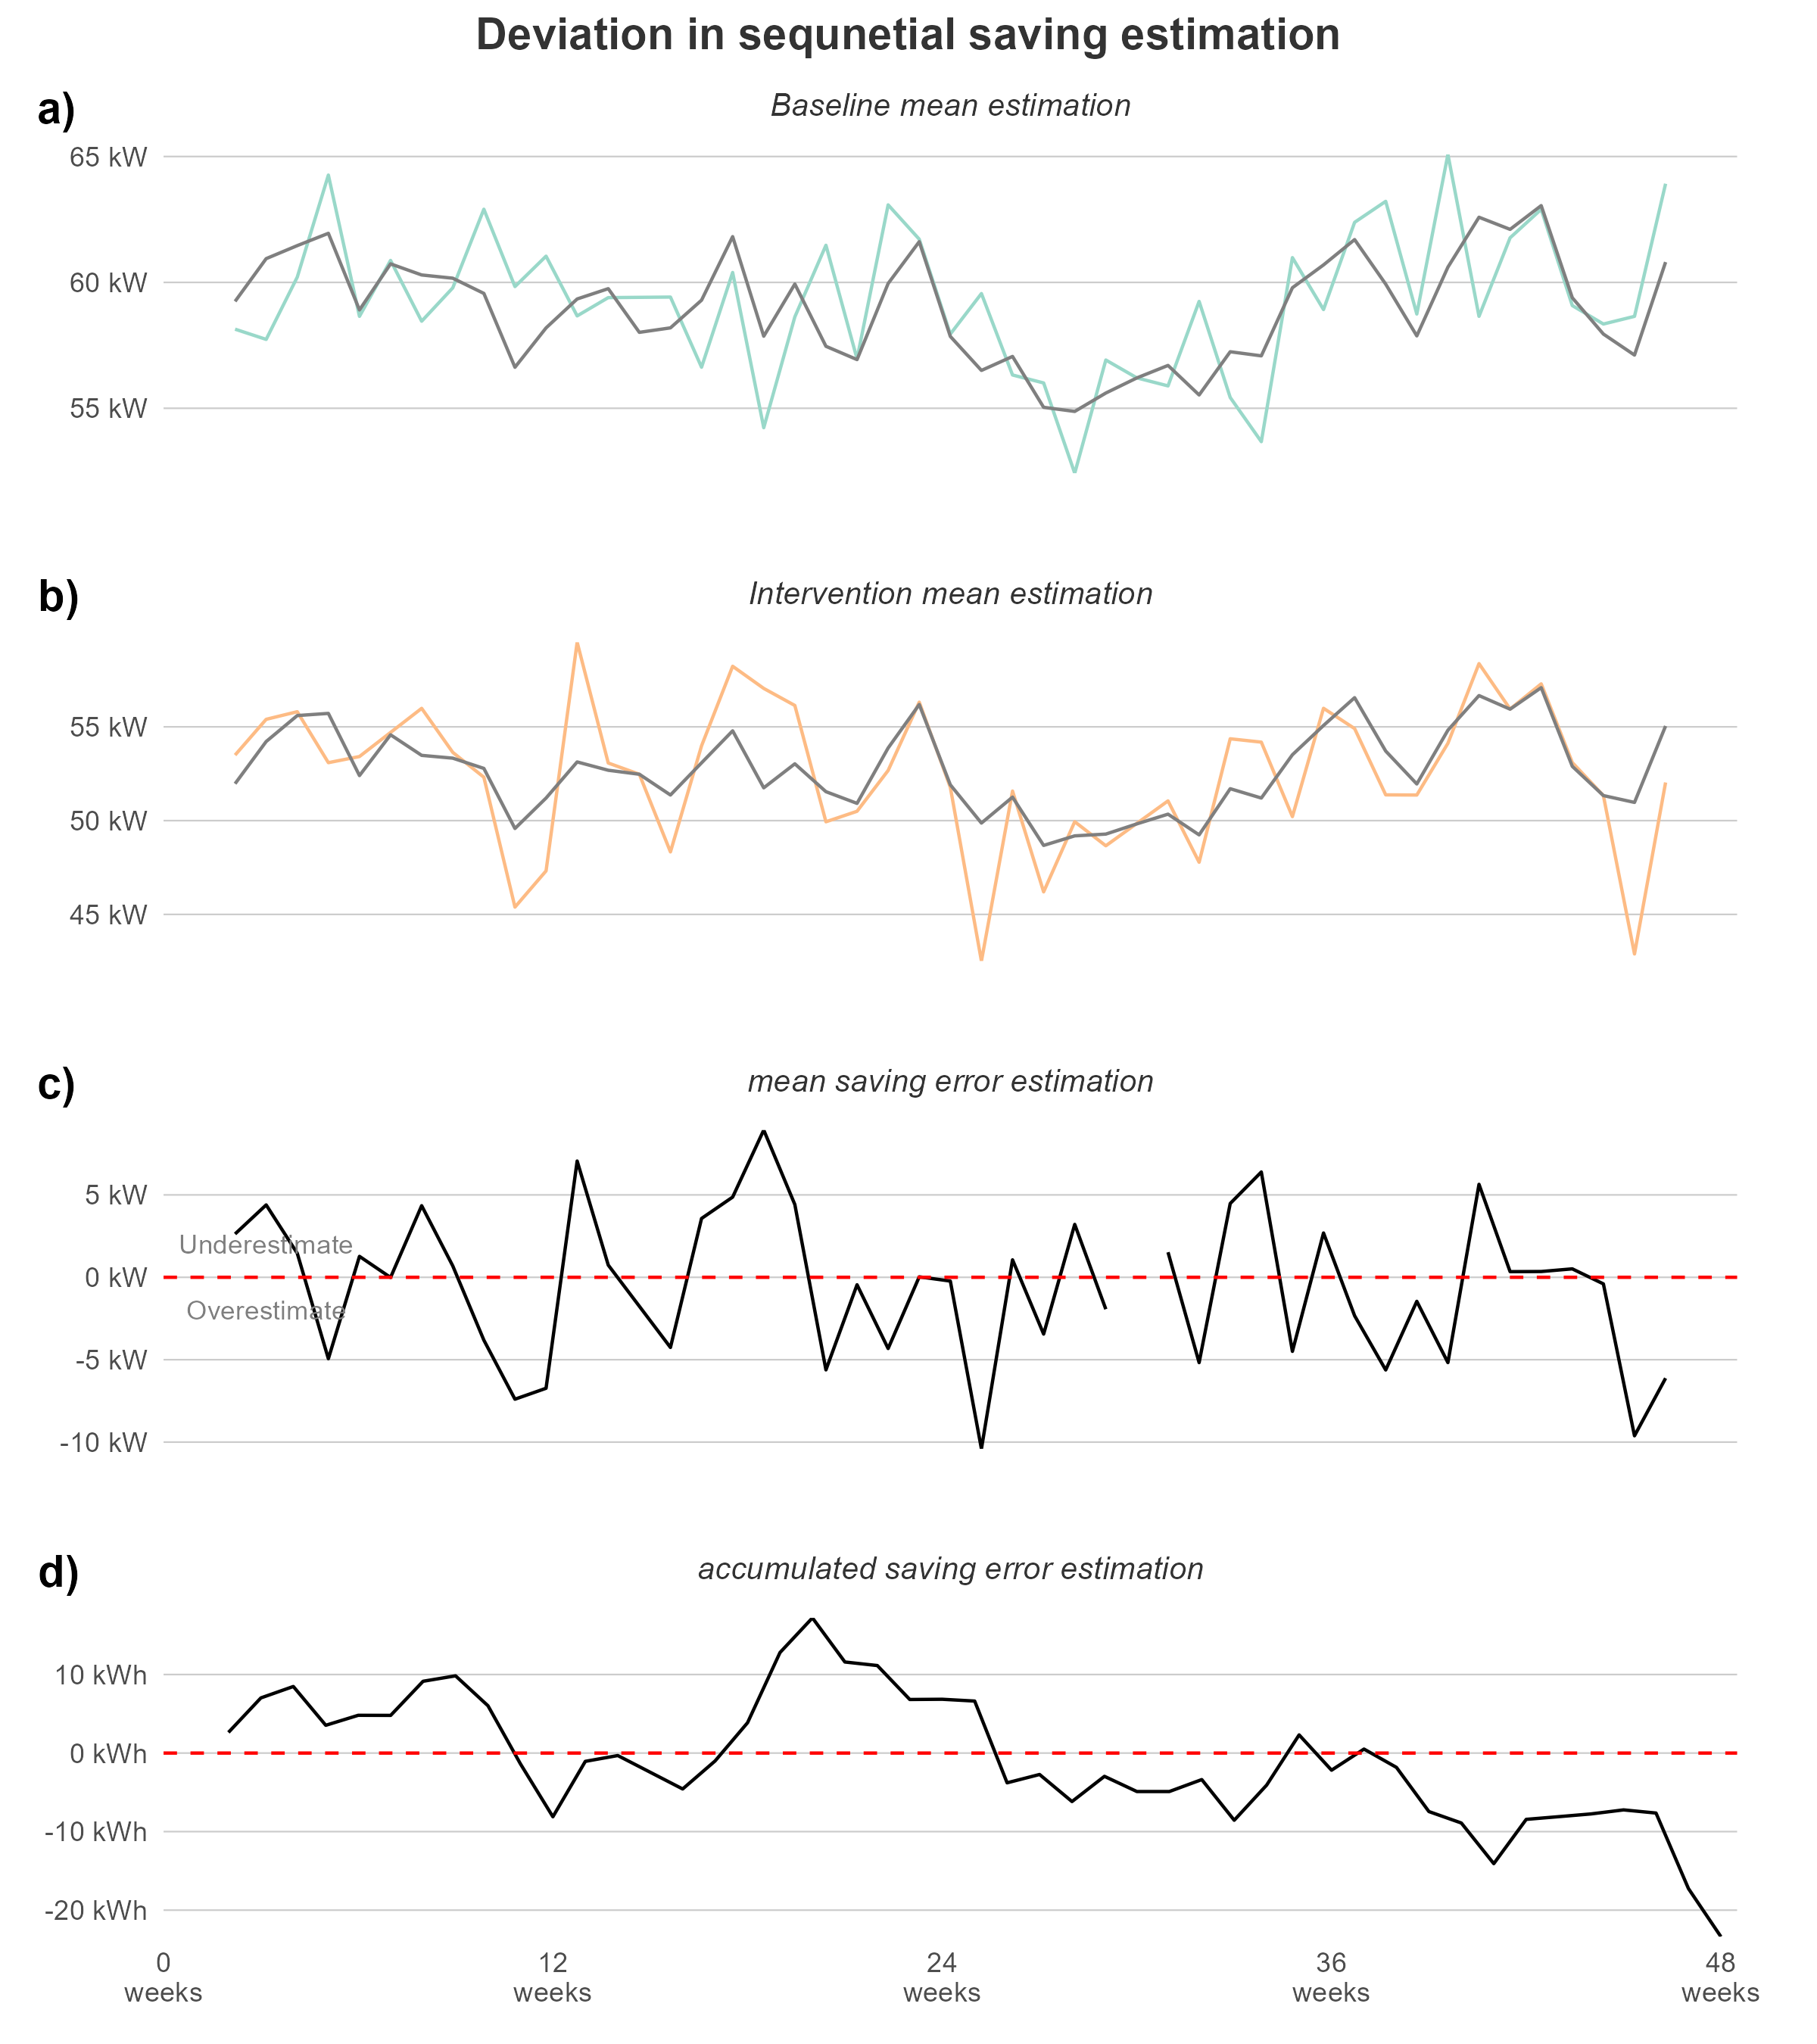 Deviation in sequnetial saving estimation
a)
Baseline mean estimation
65 kW
60 kW
55 kW
b)
Intervention mean estimation
55 kW
50 kW
45 kW
c)
mean saving error estimation
5 kW
Underestimate
0 kW
Overestimate
-5 kW
-10 kW
d)
accumulated saving error estimation
10 kWh
0 kWh
-10 kWh
-20 kWh
0 12 24 36 48
weeks weeks weeks weeks weeks